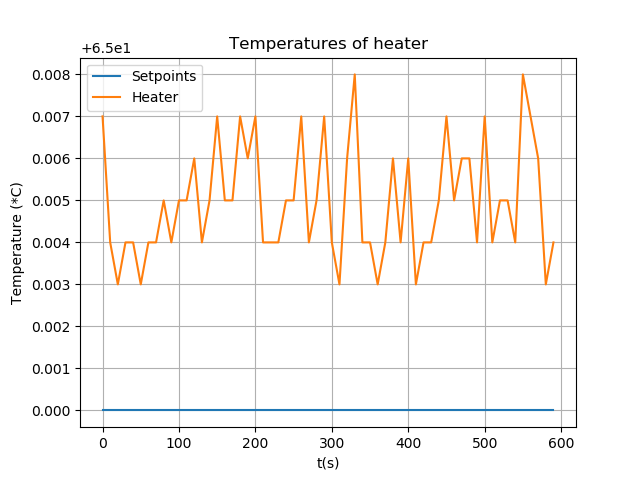 Temperatures of heater
+6.5e1
Setpoints
Heater
0.008
0.007
0.006
0.005
0.004
0.003
0.002
0.001
0.000
Temperature (*C)
0 100 200 300 400 500 600
t(s)